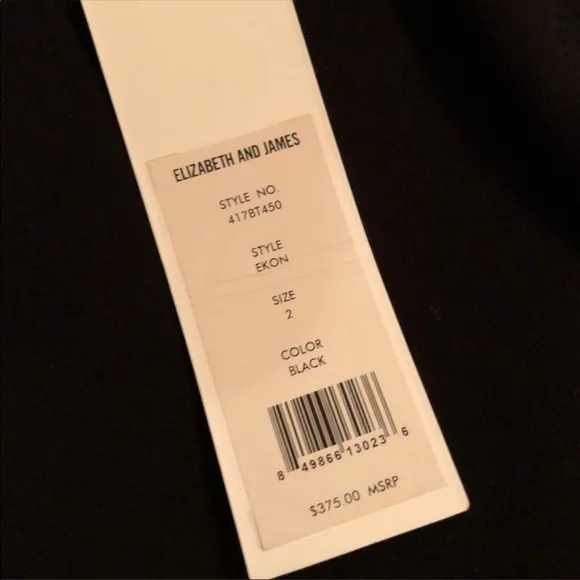 ELIZABETH AND JAMES
STYLE NO.
417BT450
STYLE
EKON
SIZE
2
COLOR
BLACK
8 49866 13023 6
$375.00 MSRP